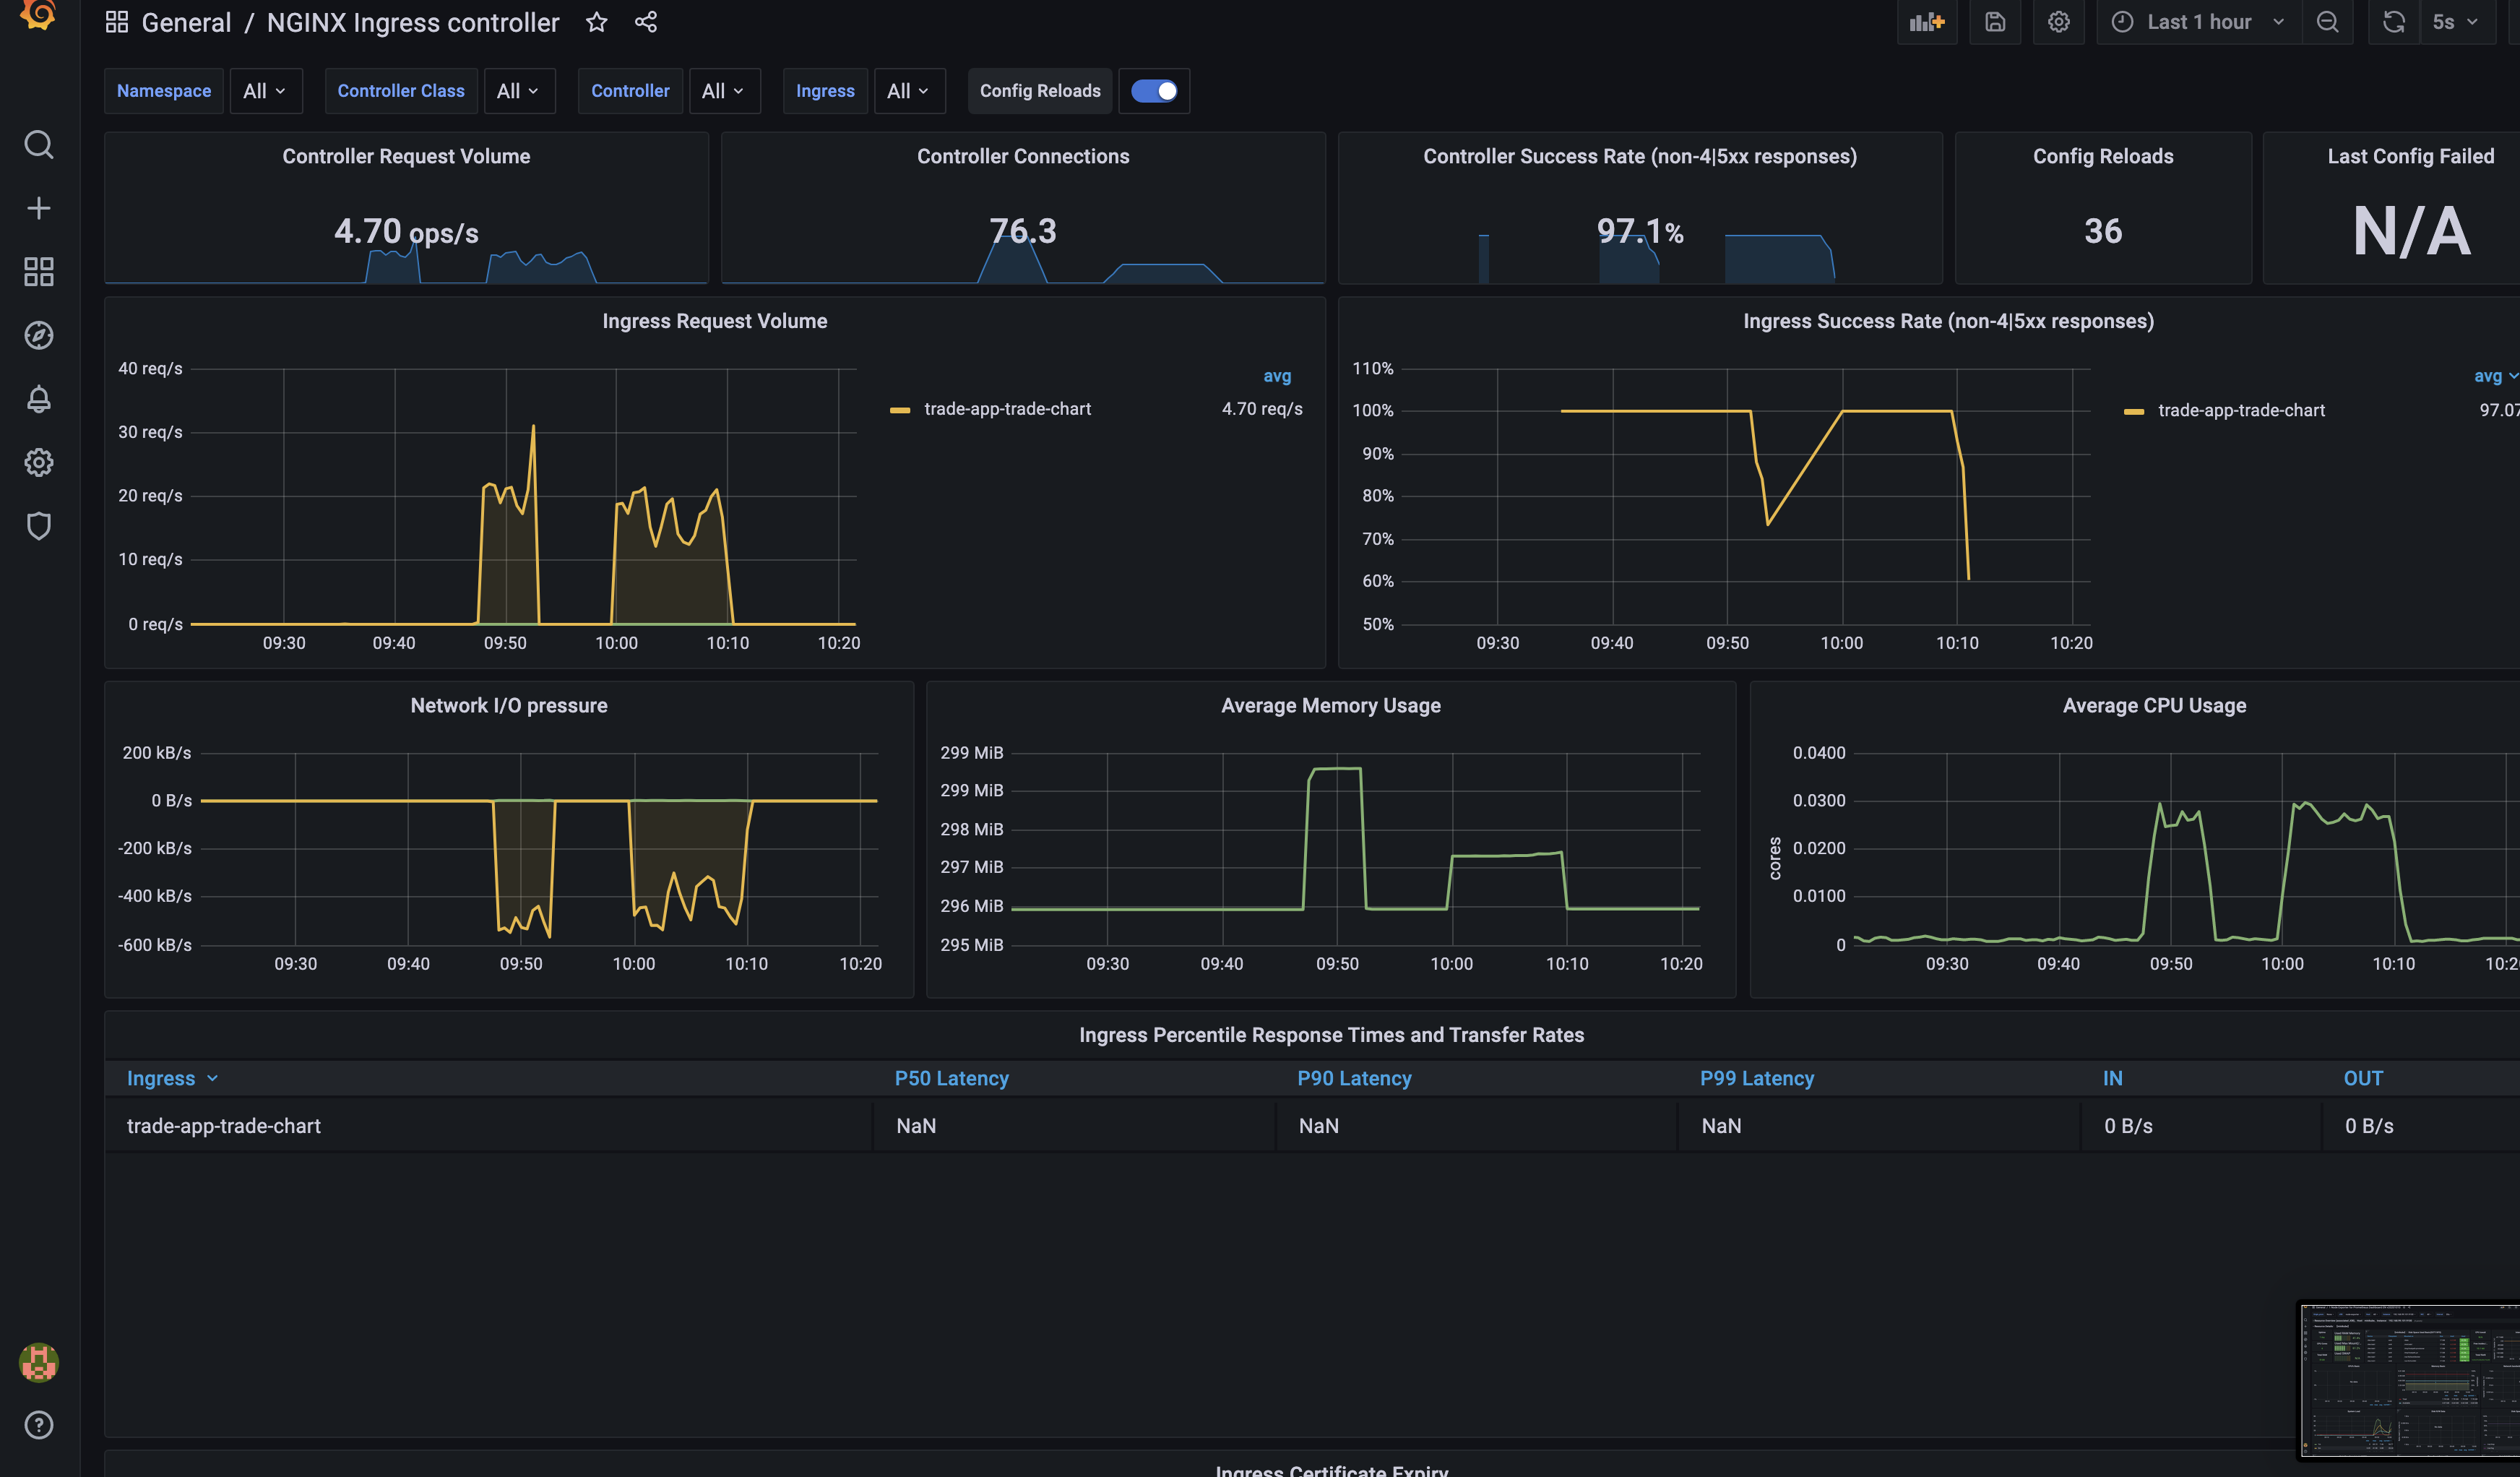 General / NGINX Ingress controller
Last 1 hour
5s
Namespace All Controller Class All Controller All Ingress All Config Reloads
Controller Request Volume
4.70 ops/s
Controller Connections
76.3
Controller Success Rate (non-4|5xx responses)
97.1%
Config Reloads
36
Last Config Failed
N/A
Ingress Request Volume
40 req/s
30 req/s
20 req/s
10 req/s
0 req/s
09:30 09:40 09:50 10:00 10:10 10:20
avg
trade-app-trade-chart 4.70 req/s
Ingress Success Rate (non-4|5xx responses)
110%
100%
90%
80%
70%
60%
50%
09:30 09:40 09:50 10:00 10:10 10:20
avg
trade-app-trade-chart 97.07
Network I/O pressure
200 kB/s
0 B/s
-200 kB/s
-400 kB/s
-600 kB/s
09:30 09:40 09:50 10:00 10:10 10:20
Average Memory Usage
299 MiB
299 MiB
298 MiB
297 MiB
296 MiB
295 MiB
09:30 09:40 09:50 10:00 10:10 10:20
Average CPU Usage
cores
0.0400
0.0300
0.0200
0.0100
0
09:30 09:40 09:50 10:00 10:10 10:2
Ingress Percentile Response Times and Transfer Rates
Ingress P50 Latency P90 Latency P99 Latency IN OUT
trade-app-trade-chart NaN NaN NaN 0 B/s 0 B/s
Ingress Certificate Expiry